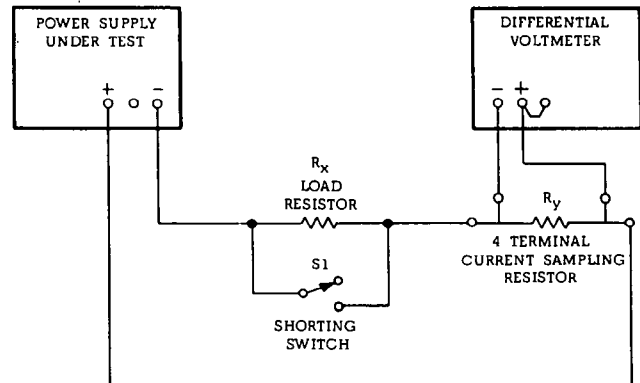 POWER SUPPLY
UNDER TEST
+ -
DIFFERENTIAL
VOLTMETER
- +
Rx
LOAD
RESISTOR
S1
SHORTING
SWITCH
Ry
4 TERMINAL
CURRENT SAMPLING
RESISTOR